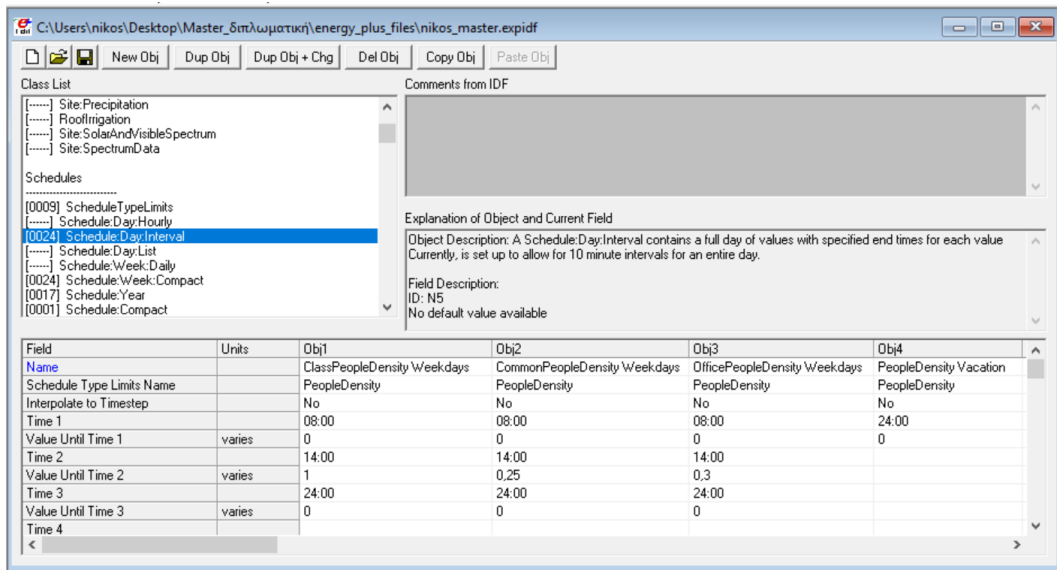 C:\Users\nikos\Desktop\Master_διπλωματική\energy_plus_files\nikos_master.expidf
New Obj Dup Obj Dup Obj + Chg Del Obj Copy Obj Paste Obj
Class List
[------] Site:Precipitation
[------] RoofIrrigation
[------] Site:SolarAndVisibleSpectrum
[------] Site:SpectrumData
Schedules
--------------------------
[0009] ScheduleTypeLimits
[------] Schedule:Day:Hourly
[0024] Schedule:Day:Interval
[------] Schedule:Day:List
[------] Schedule:Week:Daily
[0024] Schedule:Week:Compact
[0017] Schedule:Year
[0001] Schedule:Compact
Comments from IDF
Explanation of Object and Current Field
Object Description: A Schedule:Day:Interval contains a full day of values with specified end times for each value
Currently, is set up to allow for 10 minute intervals for an entire day.
Field Description:
ID: N5
No default value available
Field Units Obj1 Obj2 Obj3 Obj4
Name ClassPeopleDensity Weekdays CommonPeopleDensity Weekdays OfficePeopleDensity Weekdays PeopleDensity Vacation
Schedule Type Limits Name PeopleDensity PeopleDensity PeopleDensity PeopleDensity
Interpolate to Timestep No No No No
Time 1 08:00 08:00 08:00 24:00
Value Until Time 1 varies 0 0 0 0
Time 2 14:00 14:00 14:00
Value Until Time 2 varies 1 0,25 0,3
Time 3 24:00 24:00 24:00
Value Until Time 3 varies 0 0 0
Time 4